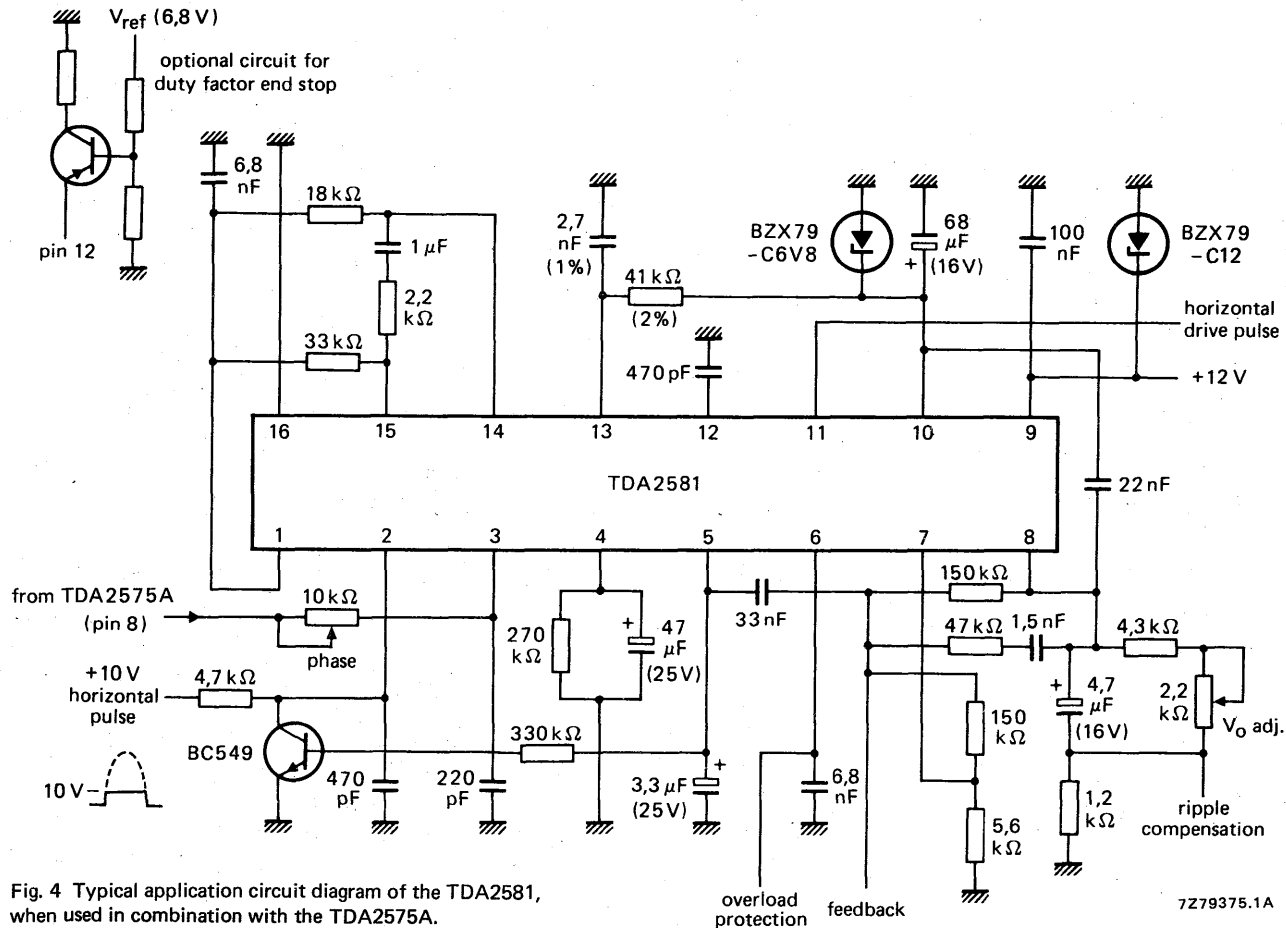 V_ref (6,8 V)
optional circuit for
duty factor end stop
pin 12
6,8
nF
18 kΩ
1 μF
2,2
kΩ
33 kΩ
2,7
nF
(1%)
41 kΩ
(2%)
470 pF
BZX79
-C6V8
68
μF
(16V)
+
100
nF
BZX79
-C12
horizontal
drive pulse
+12 V
16 15 14 13 12 11 10 9
TDA2581
22 nF
1 2 3 4 5 6 7 8
from TDA2575A
(pin 8)
10 kΩ
phase
+10 V
horizontal
pulse
4,7 kΩ
BC549
10 V
470
pF
220
pF
270
kΩ
+
47
μF
(25V)
330 kΩ
+
3,3 μF
(25V)
33 nF
6,8
nF
150 kΩ
47 kΩ
1,5 nF
4,3 kΩ
150
kΩ
5,6
kΩ
+
4,7
μF
(16V)
2,2
kΩ
V_o adj.
1,2
kΩ
ripple
compensation
overload
protection
feedback
Fig. 4 Typical application circuit diagram of the TDA2581,
when used in combination with the TDA2575A.
7Z79375.1A